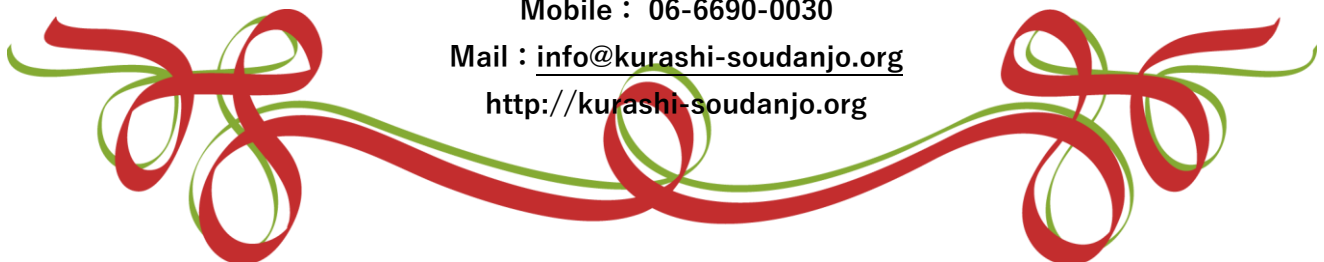 Mobile： 06-6690-0030
Mail：info@kurashi-soudanjo.org
http://kurashi-soudanjo.org